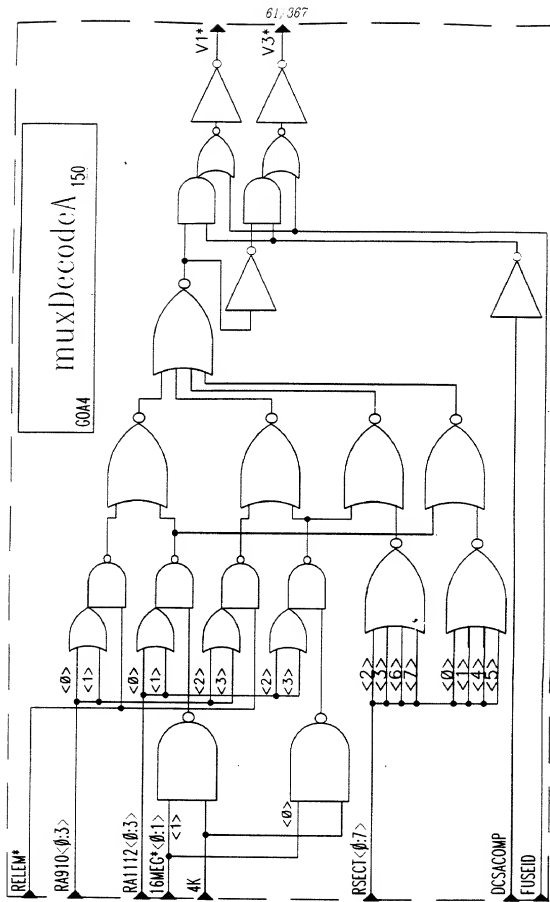 61,367
V1*
V3*
muxDecodeA 150
GOA4
<0>
<1>
<0>
<1>
<2>
<3>
<2>
<3>
<2>
<3>
<6>
<7>
<0>
<1>
<4>
<5>
<1>
<0>
RELEM*
RA910<0:3>
RA1112<0:3>
16MEG*<0:1>
4K
RSECT<0:7>
DCSACOMP
FUSEID